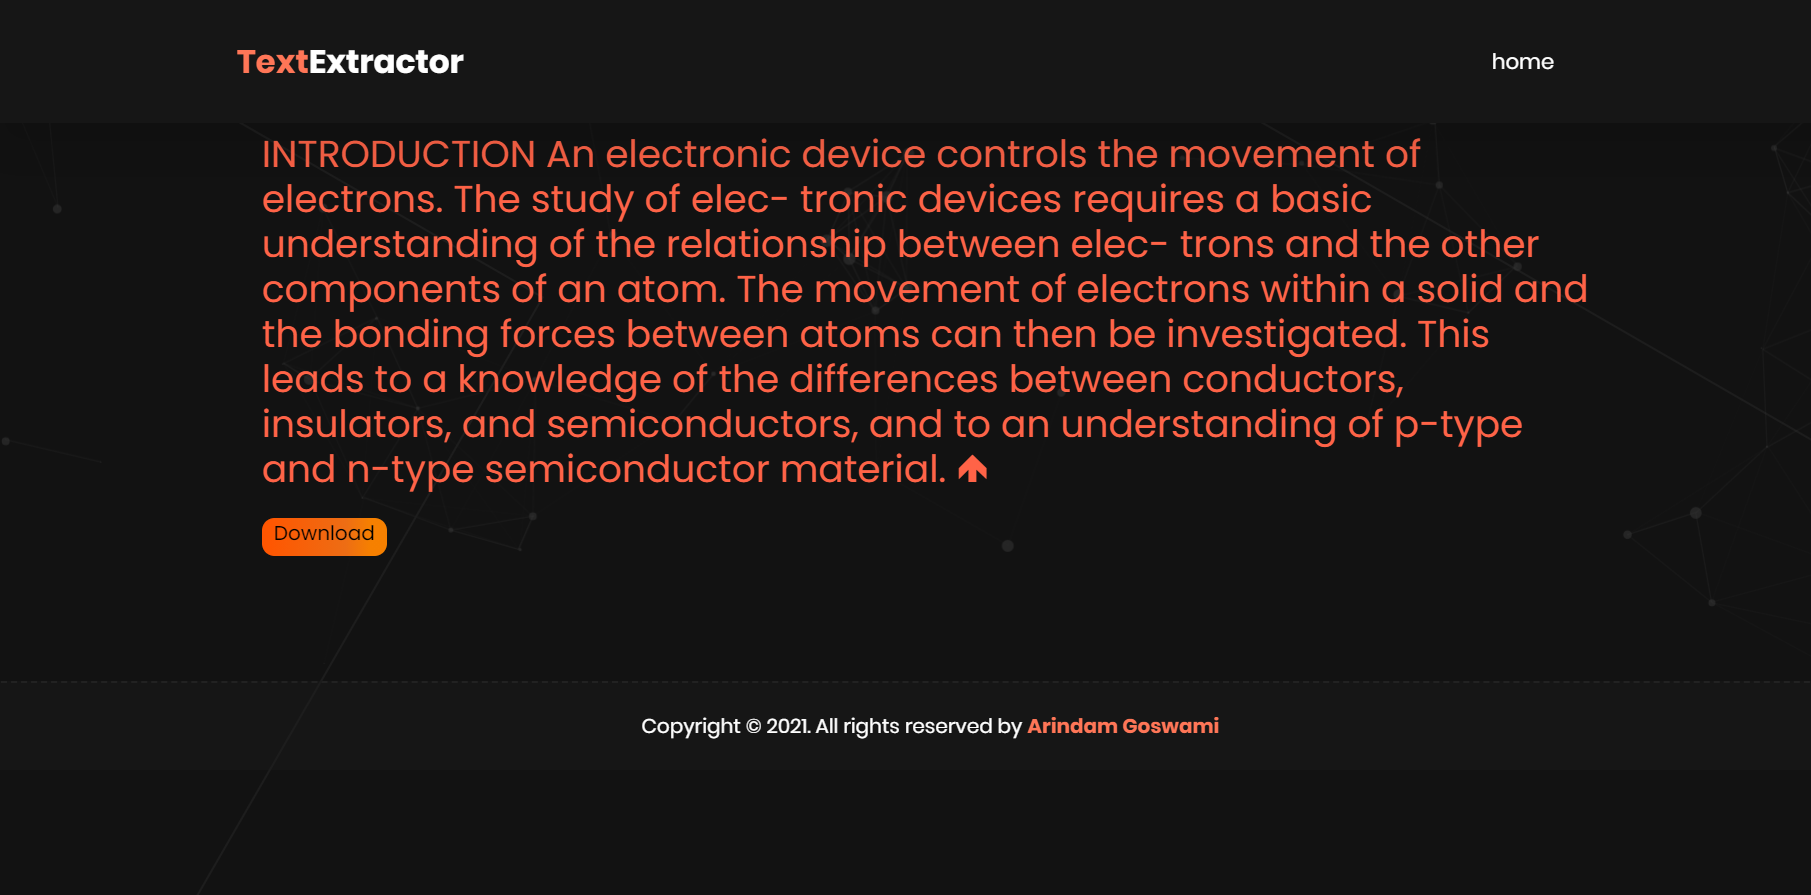 TextExtractor
home
INTRODUCTION An electronic device controls the movement of
electrons. The study of elec- tronic devices requires a basic
understanding of the relationship between elec- trons and the other
components of an atom. The movement of electrons within a solid and
the bonding forces between atoms can then be investigated. This
leads to a knowledge of the differences between conductors,
insulators, and semiconductors, and to an understanding of p-type
and n-type semiconductor material.
Download
Copyright © 2021. All rights reserved by Arindam Goswami